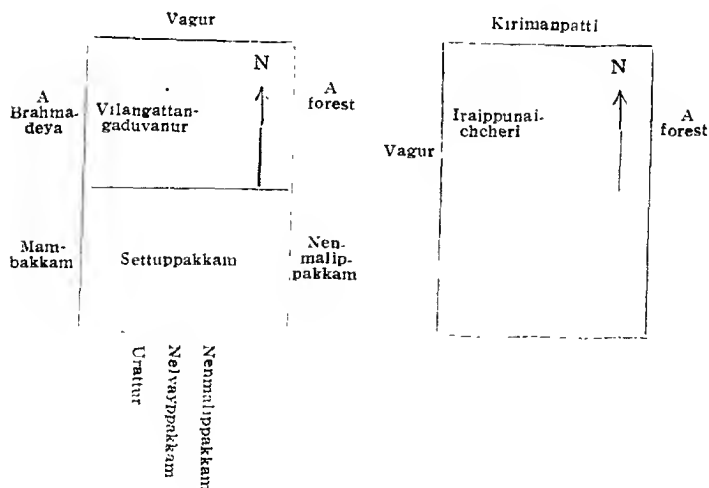 Vagur
N
A
Brahma-
deya
Vilangattan-
gaduvanur
A
forest
Mam-
bakkam
Settuppakkam
Nen-
malip-
pakkam
Urattur
Nelvayppakkam
Nenmalippakkam
Kirimanpatti
N
Iraippunai-
chcheri
Vagur
A
forest